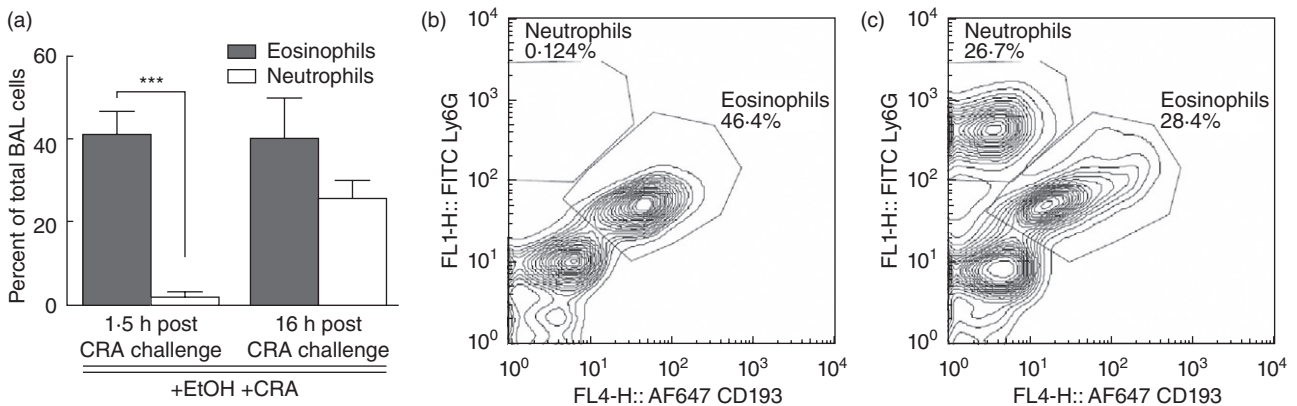 (a)
60
40
20
0
Percent of total BAL cells
Eosinophils
Neutrophils
***
1·5 h post
CRA challenge
16 h post
CRA challenge
+EtOH +CRA
(b)
10⁴
10³
10²
10¹
10⁰
FL1-H:: FITC Ly6G
Neutrophils
0·124%
Eosinophils
46·4%
10⁰ 10¹ 10² 10³ 10⁴
FL4-H:: AF647 CD193
(c)
10⁴
10³
10²
10¹
10⁰
FL1-H:: FITC Ly6G
Neutrophils
26·7%
Eosinophils
28·4%
10⁰ 10¹ 10² 10³ 10⁴
FL4-H:: AF647 CD193